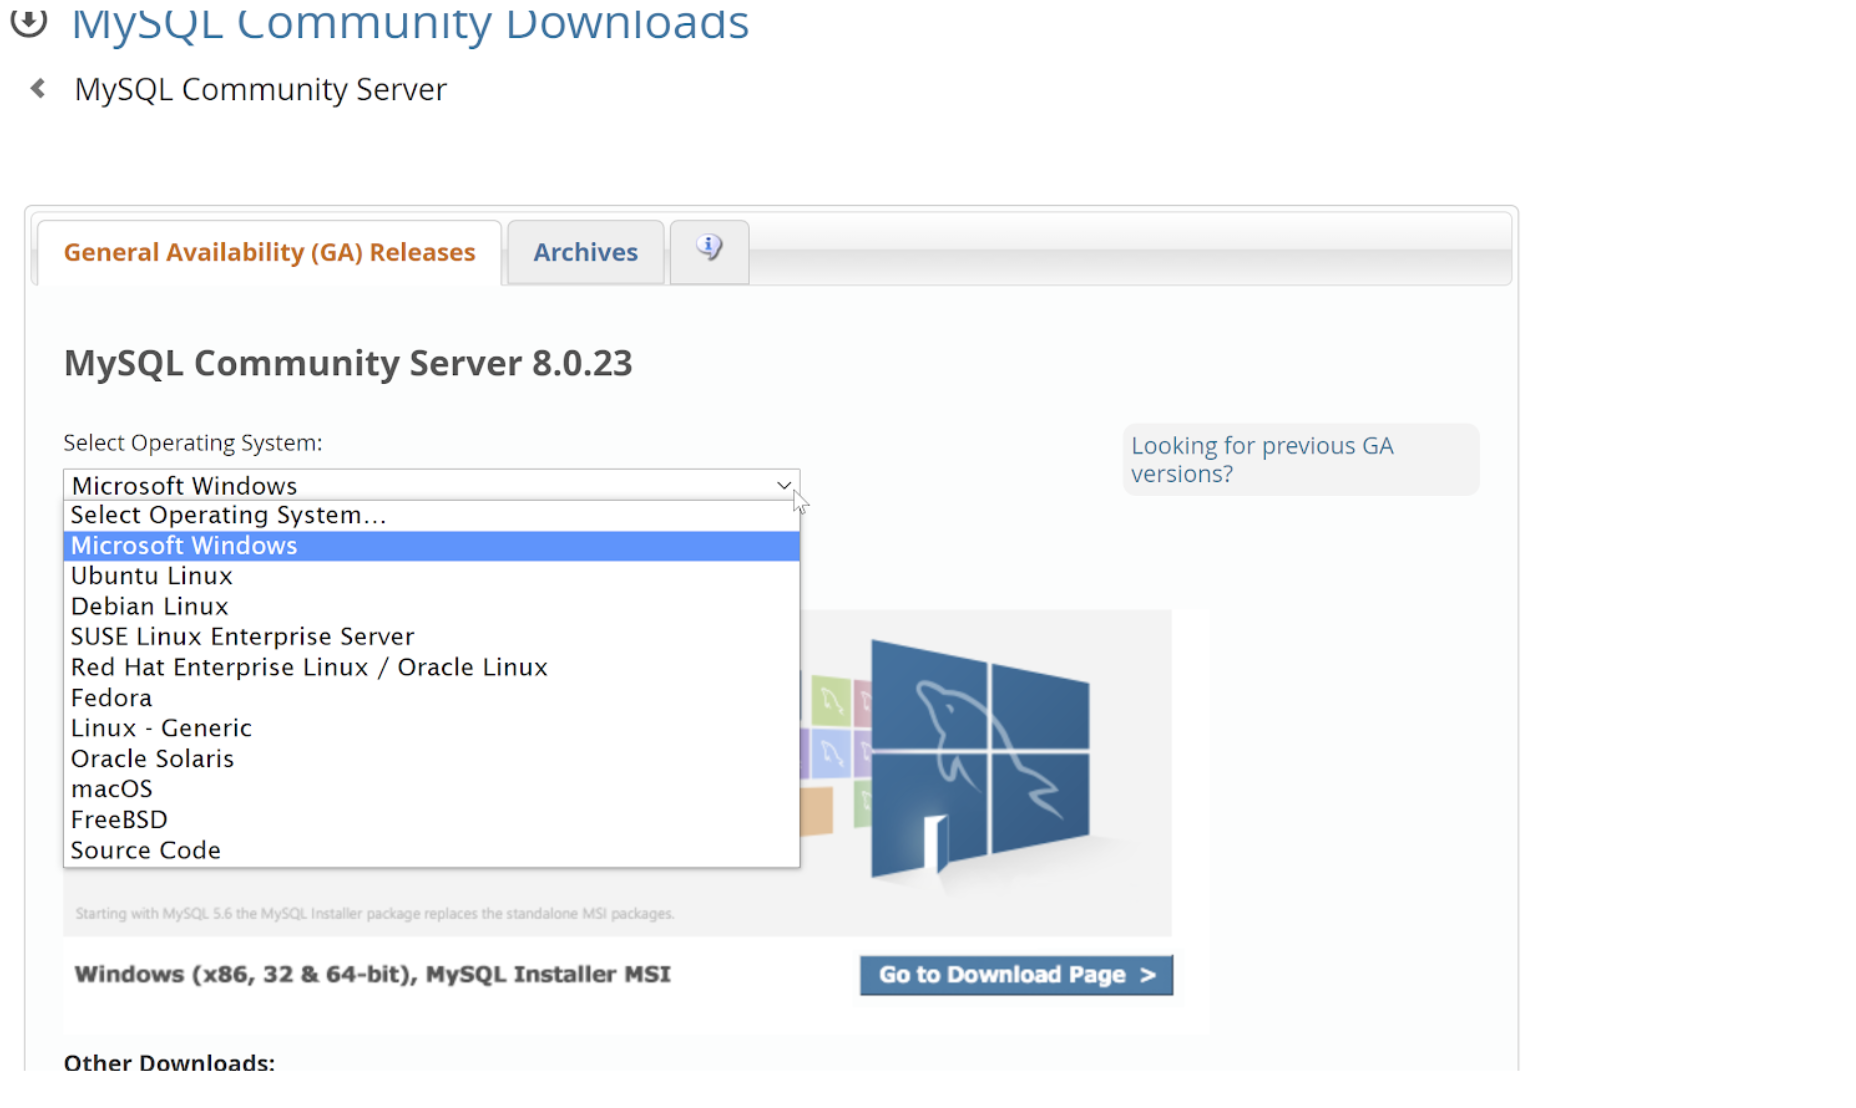 MySQL Community Downloads
MySQL Community Server
General Availability (GA) Releases
Archives
MySQL Community Server 8.0.23
Select Operating System:
Looking for previous GA
versions?
Microsoft Windows
Select Operating System...
Microsoft Windows
Ubuntu Linux
Debian Linux
SUSE Linux Enterprise Server
Red Hat Enterprise Linux / Oracle Linux
Fedora
Linux - Generic
Oracle Solaris
macOS
FreeBSD
Source Code
Starting with MySQL 5.6 the MySQL Installer package replaces the standalone MSI packages.
Windows (x86, 32 & 64-bit), MySQL Installer MSI
Go to Download Page >
Other Downloads: